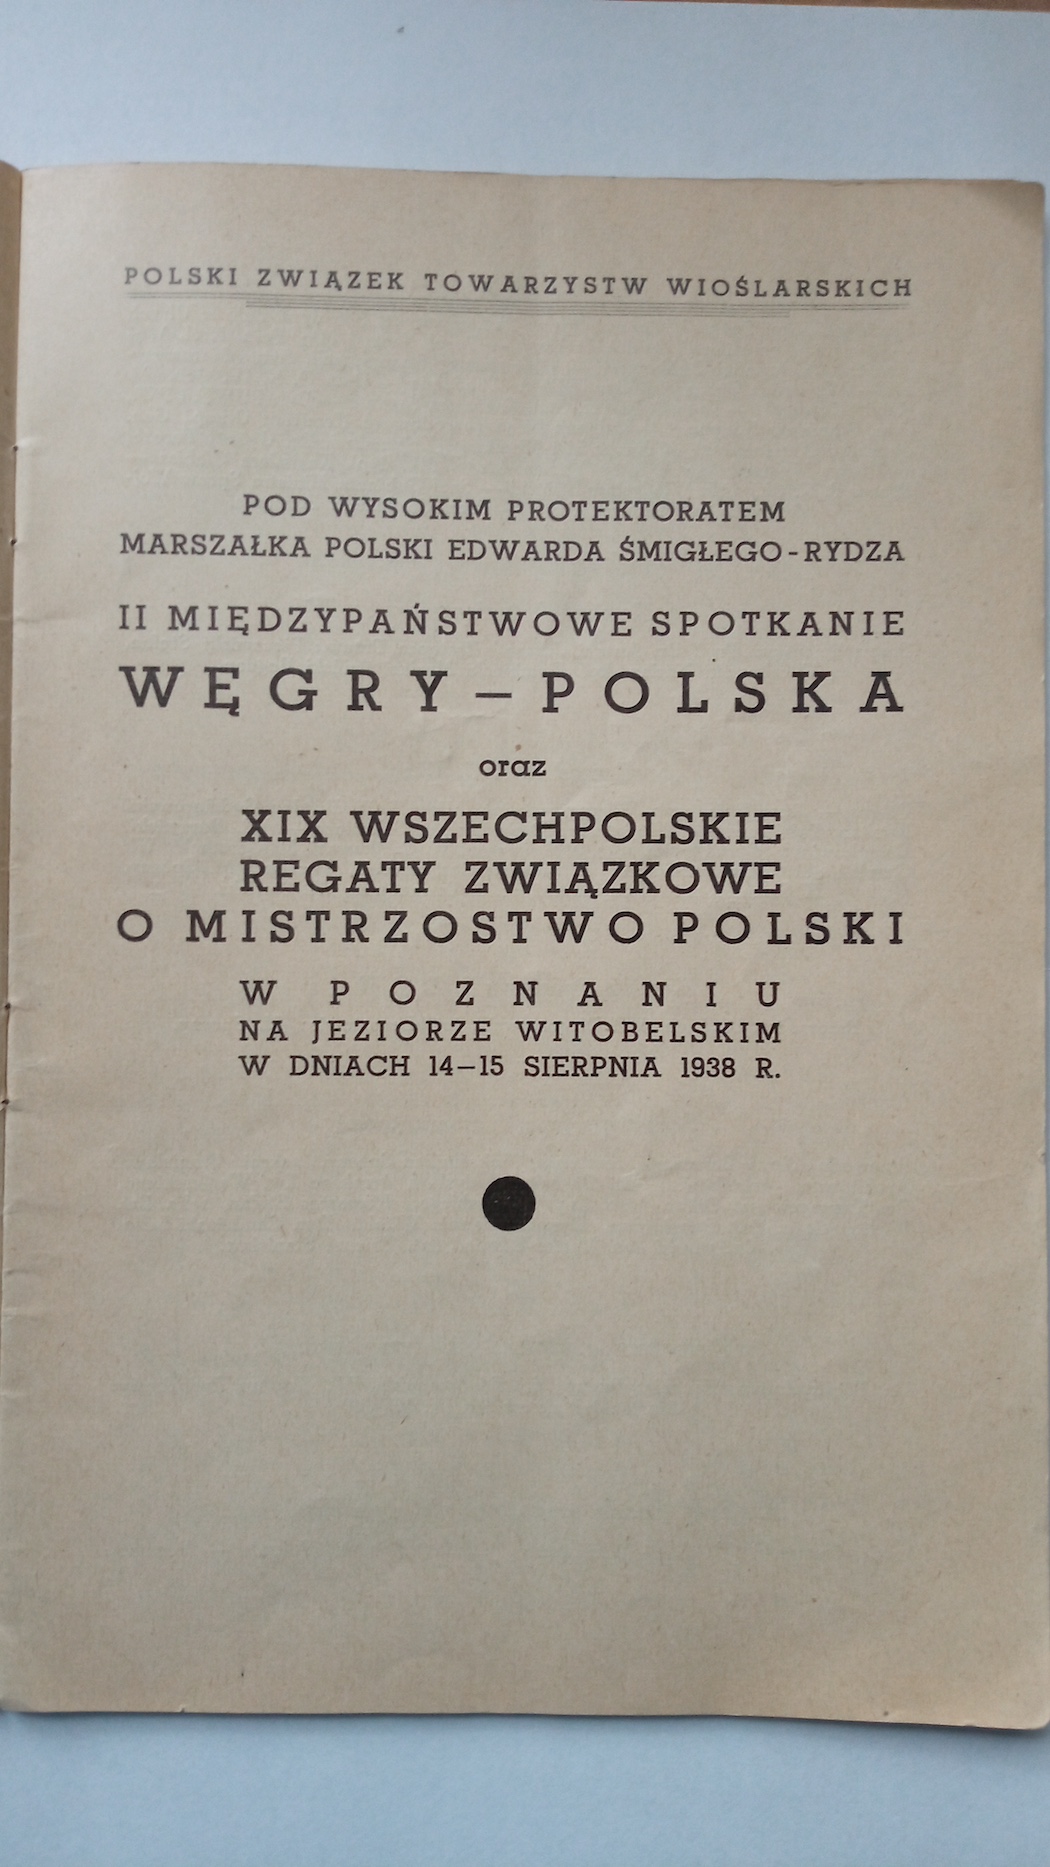 POLSKI ZWIĄZEK TOWARZYSTW WIOŚLARSKICH
POD WYSOKIM PROTEKTORATEM
MARSZAŁKA POLSKI EDWARDA ŚMIGŁEGO-RYDZA
II MIĘDZYPAŃSTWOWE SPOTKANIE
WĘGRY – POLSKA
oraz
XIX WSZECHPOLSKIE
REGATY ZWIĄZKOWE
O MISTRZOSTWO POLSKI
W POZNANIU
NA JEZIORZE WITOBELSKIM
W DNIACH 14–15 SIERPNIA 1938 R.